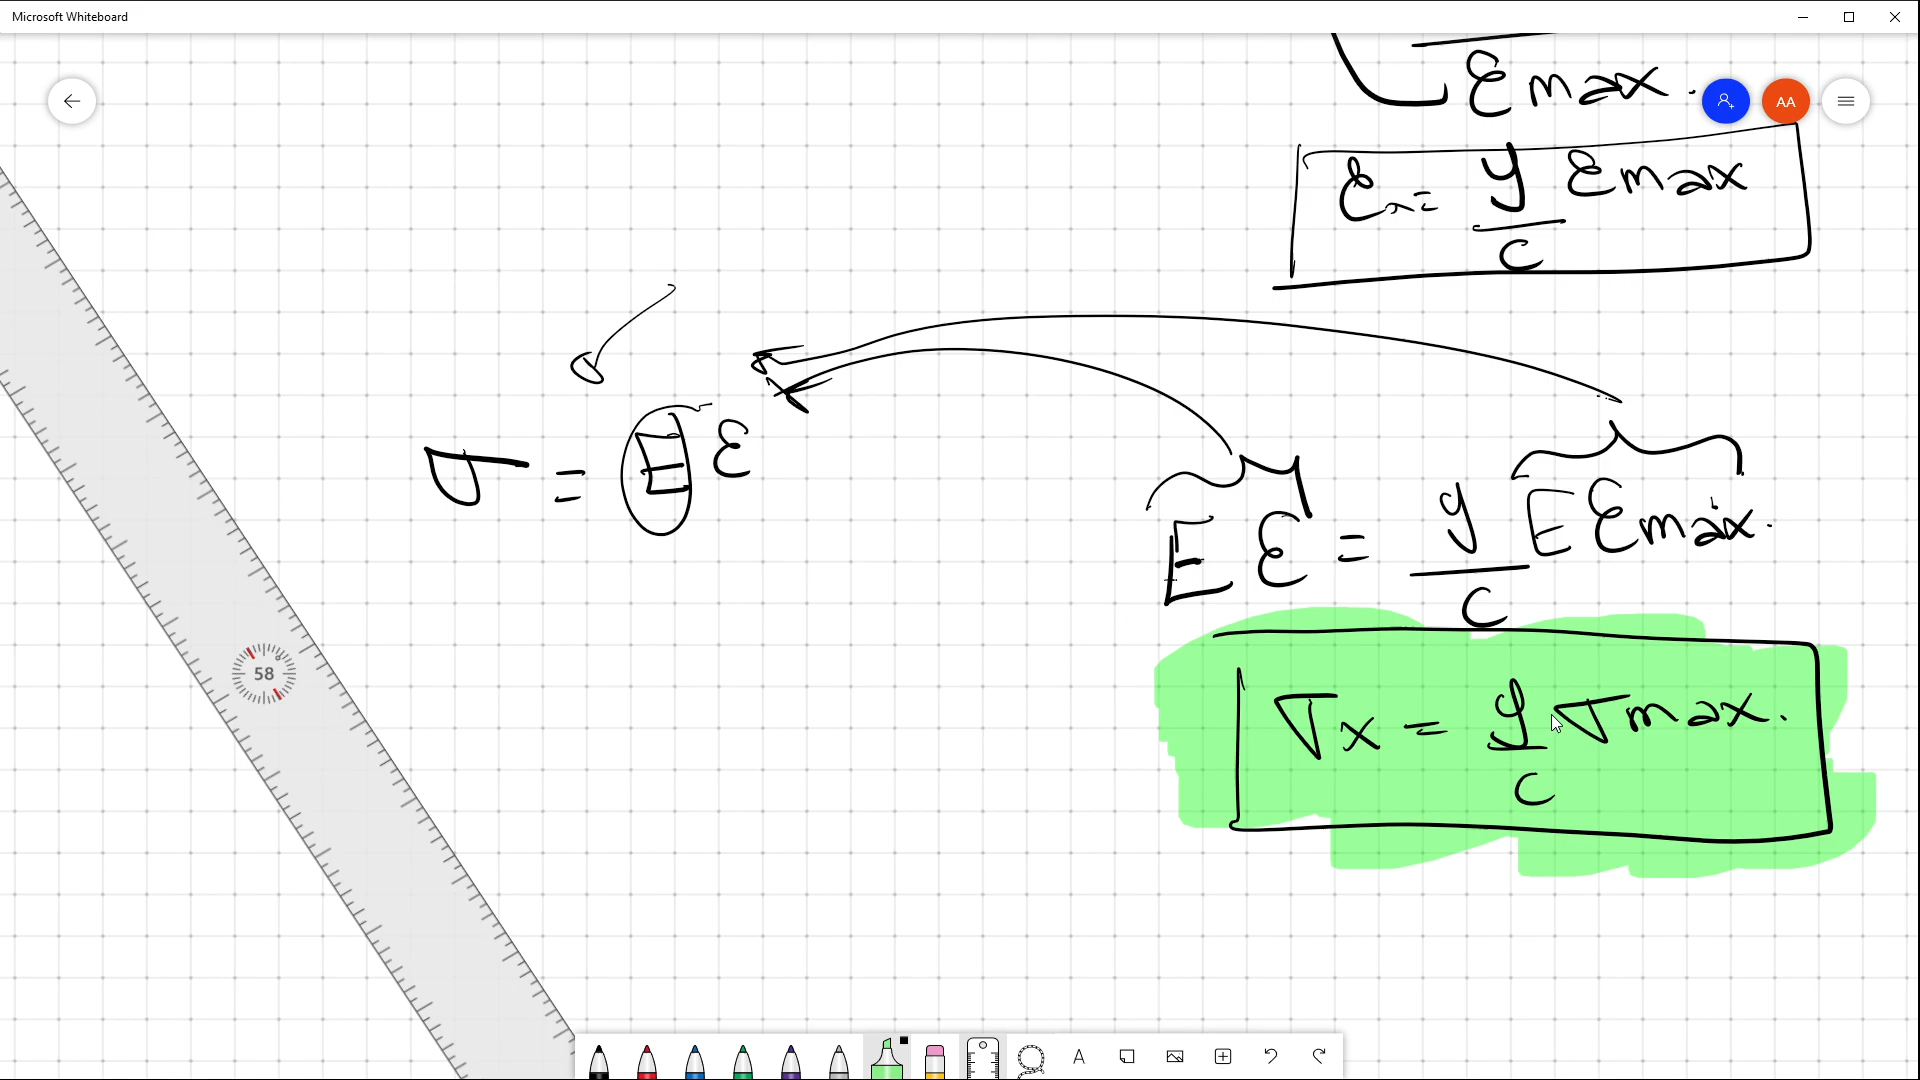 Microsoft Whiteboard
εmax.
AA
εx = y/c εmax
σ = E ε
E ε = y/c E εmax.
58
σx = y/c σmax.
A